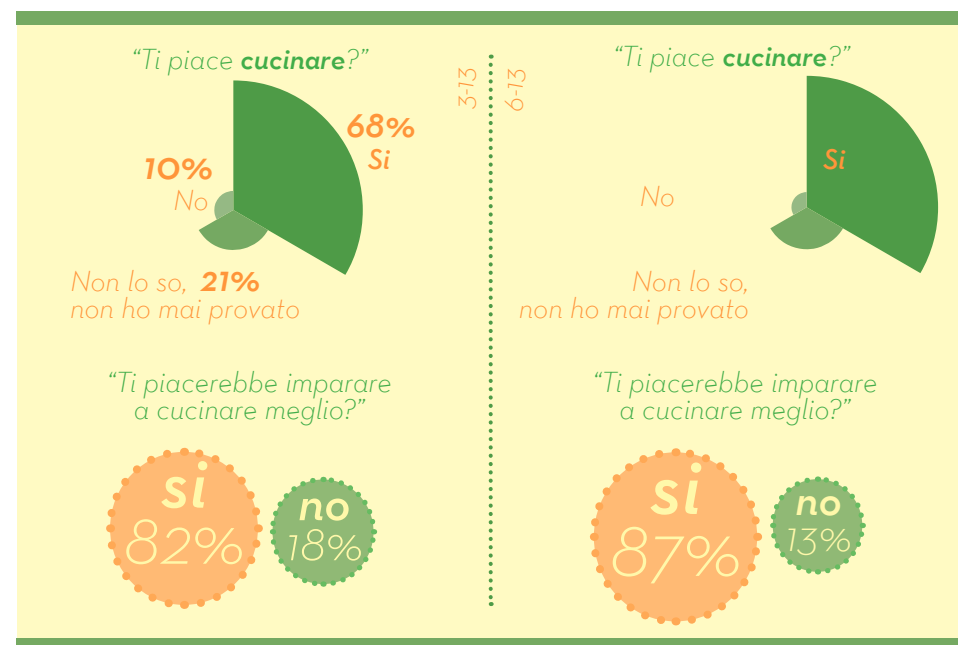 “Ti piace cucinare?”
3-13
68%
Si
10%
No
Non lo so, 21%
non ho mai provato
“Ti piacerebbe imparare
a cucinare meglio?”
si
82%
no
18%
“Ti piace cucinare?”
6-13
Si
No
Non lo so,
non ho mai provato
“Ti piacerebbe imparare
a cucinare meglio?”
si
87%
no
13%